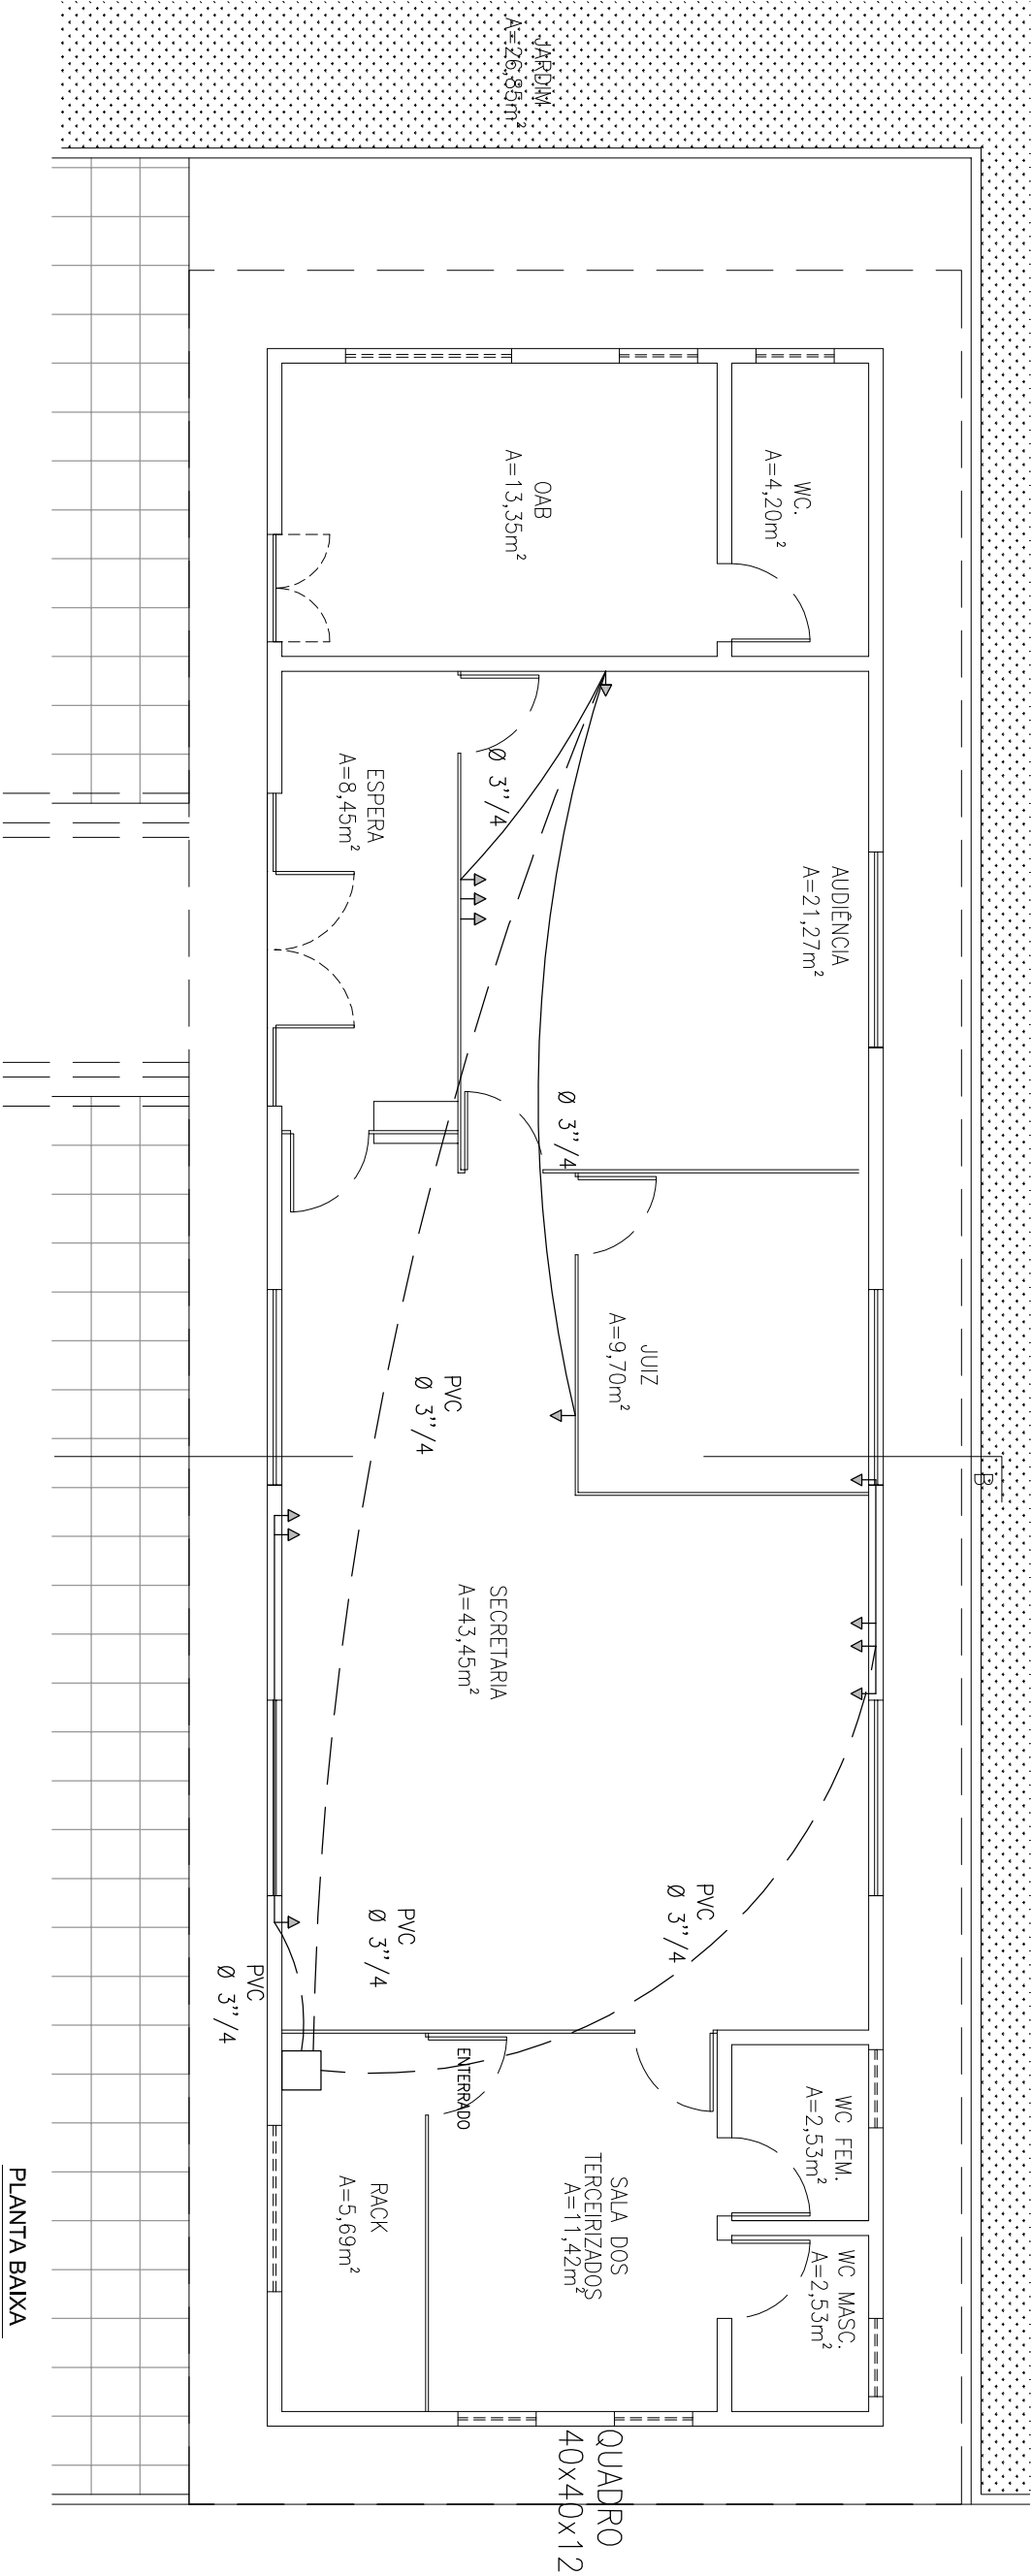 JARDIM
A=26,85m²
WC.
A=4,20m²
OAB
A=13,35m²
AUDIÊNCIA
A=21,27m²
ESPERA
A=8,45m²
Ø 3"/4
Ø 3"/4
JUIZ
A=9,70m²
PVC
Ø 3"/4
B
SECRETARIA
A=43,45m²
PVC
Ø 3"/4
PVC
Ø 3"/4
PVC
Ø 3"/4
ENTERRADO
WC FEM.
A=2,53m²
WC MASC.
A=2,53m²
SALA DOS
TERCEIRIZADOS
A=11,42m²
RACK
A=5,69m²
QUADRO
40x40x12
PLANTA BAIXA